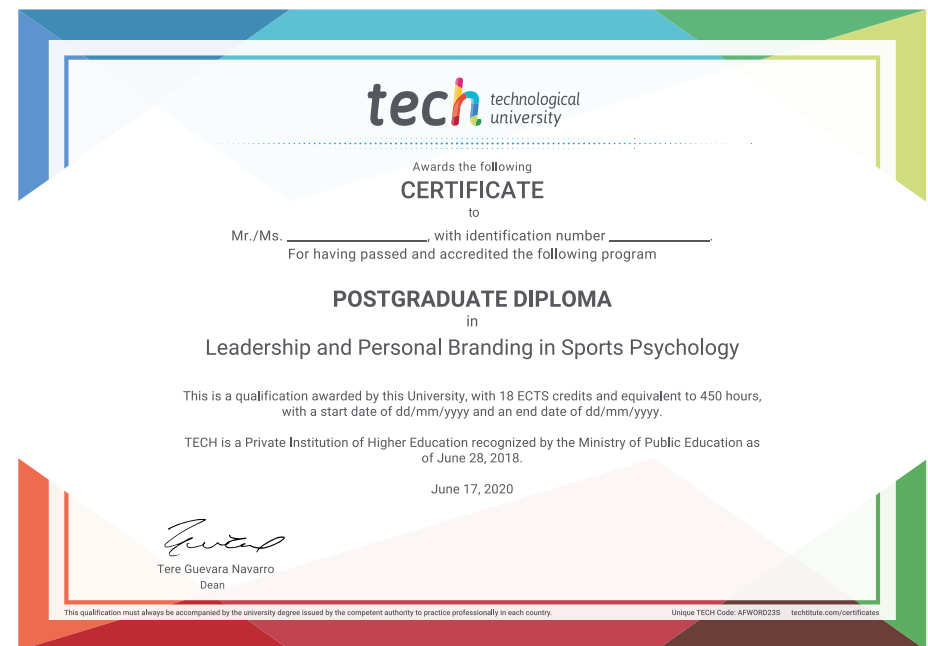 tech technological
university
Awards the following
CERTIFICATE
to
Mr./Ms. ____________, with identification number ____________.
For having passed and accredited the following program
POSTGRADUATE DIPLOMA
in
Leadership and Personal Branding in Sports Psychology
This is a qualification awarded by this University, with 18 ECTS credits and equivalent to 450 hours,
with a start date of dd/mm/yyyy and an end date of dd/mm/yyyy.
TECH is a Private Institution of Higher Education recognized by the Ministry of Public Education as
of June 28, 2018.
June 17, 2020
Tere Guevara Navarro
Dean
This qualification must always be accompanied by the university degree issued by the competent authority to practice professionally in each country. Unique TECH Code: AFWORD23S techtitute.com/certificates